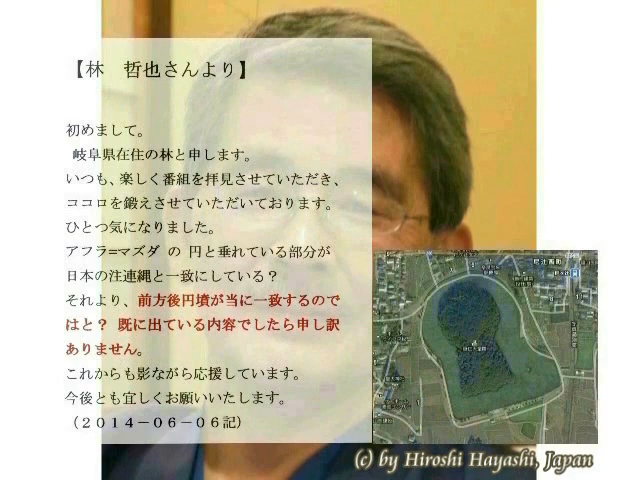 【林　哲也さんより】
初めまして。
岐阜県在住の林と申します。
いつも、楽しく番組を拝見させていただき、
ココロを鍛えさせていただいております。
ひとつ気になりました。
アフラ=マズダ の 円と垂れている部分が
日本の注連縄と一致にしている？
それより、前方後円墳が当に一致するので
はと？ 既に出ている内容でしたら申し訳
ありません。
これからも影ながら応援しています。
今後とも宜しくお願いいたします。
（２０１４－０６－０６記）
(c) by Hiroshi Hayashi, Japan